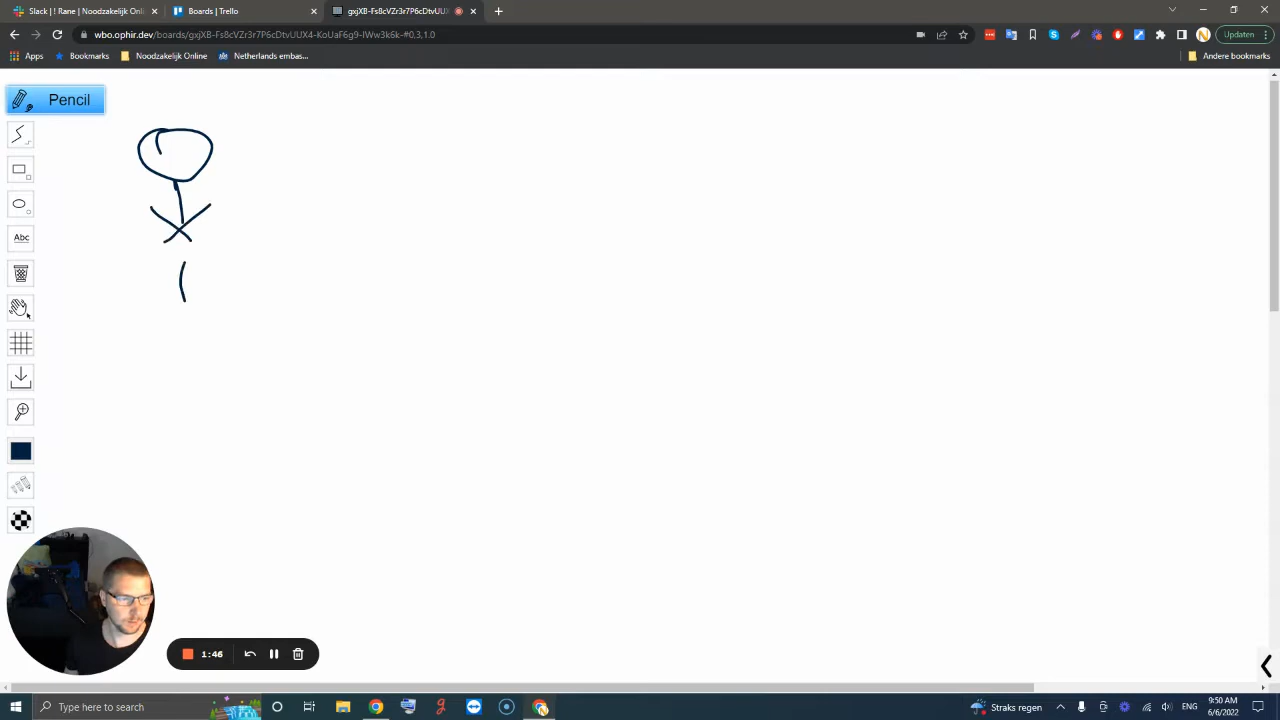 Slack | ! Rane | Noodzakelijk Onli
Boards | Trello
gxjXB-Fs8cVZr3r7P6cDtvUUX
wbo.ophir.dev/boards/gxjXB-Fs8cVZr3r7P6cDtvUUX4-KoUaF6g9-IWw3k6k-#0,3,1.0
Updaten
Apps
Bookmarks
Noodzakelijk Online
Netherlands embas...
Andere bookmarks
Pencil
Abc
1:46
Type here to search
Straks regen
ENG
9:50 AM
6/6/2022